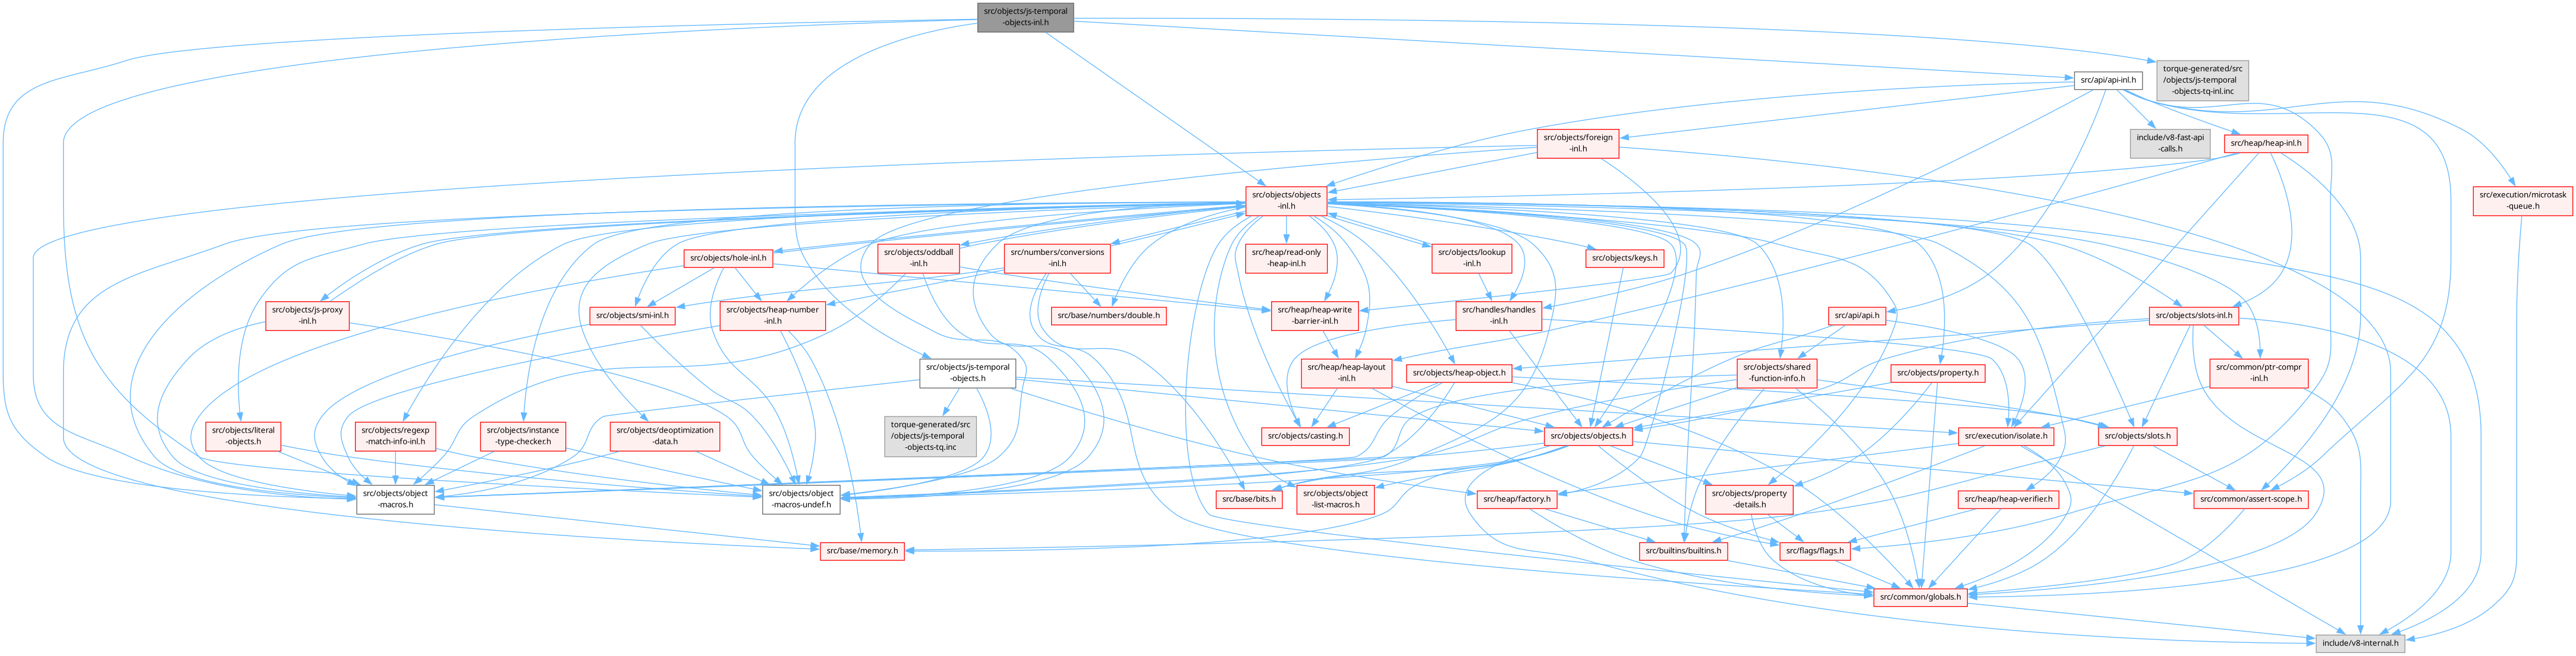 src/objects/js-temporal
-objects-inl.h
torque-generated/src
/objects/js-temporal
-objects-tq-inl.inc
src/api/api-inl.h
src/objects/foreign
-inl.h
include/v8-fast-api
-calls.h
src/heap/heap-inl.h
src/objects/objects
-inl.h
src/execution/microtask
-queue.h
src/objects/hole-inl.h
src/objects/oddball
-inl.h
src/numbers/conversions
-inl.h
src/heap/read-only
-heap-inl.h
src/objects/lookup
-inl.h
src/objects/keys.h
src/objects/js-proxy
-inl.h
src/objects/smi-inl.h
src/objects/heap-number
-inl.h
src/base/numbers/double.h
src/heap/heap-write
-barrier-inl.h
src/handles/handles
-inl.h
src/api/api.h
src/objects/slots-inl.h
src/objects/js-temporal
-objects.h
src/heap/heap-layout
-inl.h
src/objects/heap-object.h
src/objects/shared
-function-info.h
src/objects/property.h
src/common/ptr-compr
-inl.h
src/objects/literal
-objects.h
src/objects/regexp
-match-info-inl.h
src/objects/instance
-type-checker.h
src/objects/deoptimization
-data.h
torque-generated/src
/objects/js-temporal
-objects-tq.inc
src/objects/casting.h
src/objects/objects.h
src/execution/isolate.h
src/objects/slots.h
src/objects/object
-macros.h
src/objects/object
-macros-undef.h
src/base/bits.h
src/objects/object
-list-macros.h
src/heap/factory.h
src/objects/property
-details.h
src/heap/heap-verifier.h
src/common/assert-scope.h
src/base/memory.h
src/builtins/builtins.h
src/flags/flags.h
src/common/globals.h
include/v8-internal.h